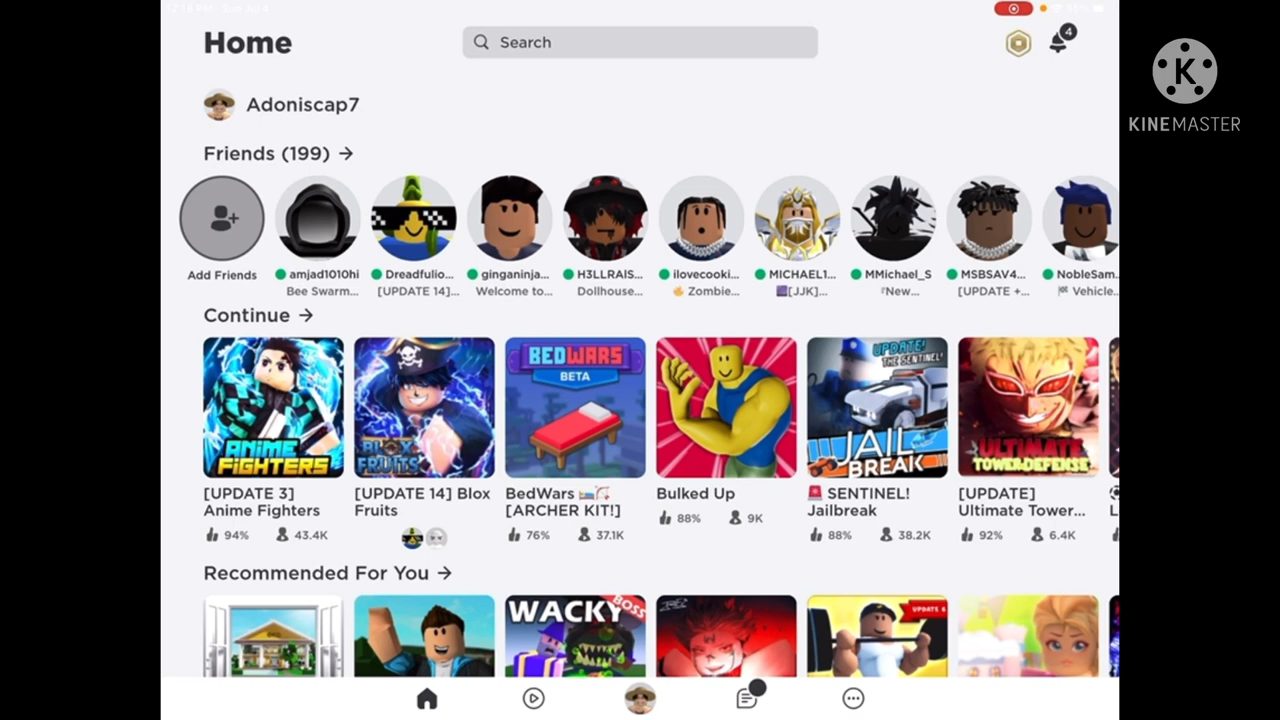 Home
Search
4
Adoniscap7
Friends (199) →
Add Friends
amjad1010hi
Dreadfulio...
ginganinja...
H3LLRAIS...
ilovecooki...
MICHAEL1...
MMichael_S
MSBSAV4...
NobleSam...
Bee Swarm...
[UPDATE 14]...
Welcome to...
Dollhouse...
🔥 Zombie...
[JJK]...
『New...
[UPDATE +...
🏁 Vehicle...
Continue →
ANIME FIGHTERS
BLOX FRUITS
BEDWARS
BETA
UPDATE!
THE SENTINEL!
JAIL BREAK
ULTIMATE
TOWER DEFENSE
[UPDATE 3] Anime Fighters
94% 43.4K
[UPDATE 14] Blox Fruits
BedWars 🛏️🏹 [ARCHER KIT!]
76% 37.1K
Bulked Up
88% 9K
🚨 SENTINEL! Jailbreak
88% 38.2K
[UPDATE] Ultimate Tower...
92% 6.4K
Recommended For You →
WACKY
BOSS
UPDATE 6
K
KINEMASTER